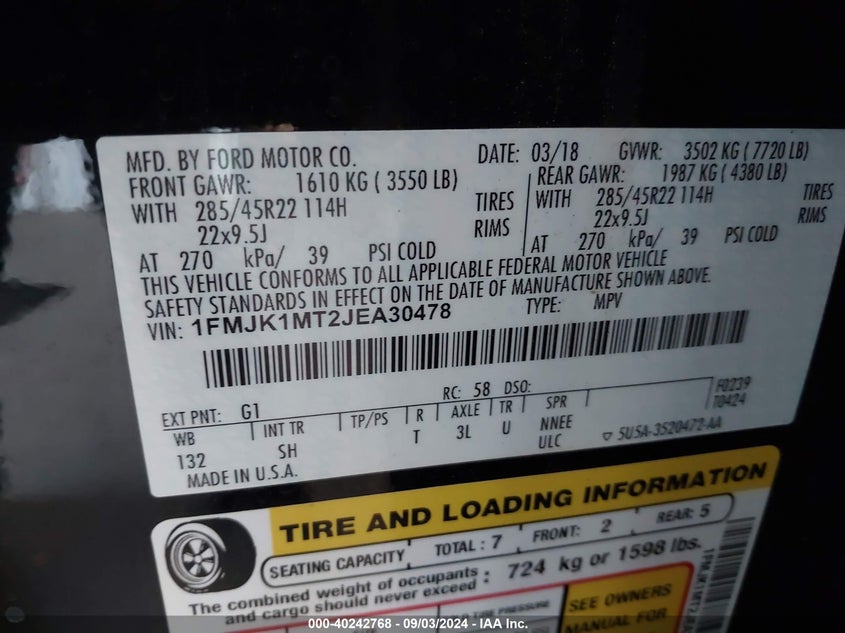 MFD. BY FORD MOTOR CO. DATE: 03/18 GVWR: 3502 KG ( 7720 LB)
FRONT GAWR: 1610 KG ( 3550 LB) REAR GAWR: 1987 KG ( 4380 LB)
WITH 285/45R22 114H TIRES WITH 285/45R22 114H TIRES
22x9.5J RIMS 22x9.5J RIMS
AT 270 kPa/ 39 PSI COLD AT 270 kPa/ 39 PSI COLD
THIS VEHICLE CONFORMS TO ALL APPLICABLE FEDERAL MOTOR VEHICLE
SAFETY STANDARDS IN EFFECT ON THE DATE OF MANUFACTURE SHOWN ABOVE.
VIN: 1FMJK1MT2JEA30478 TYPE: MPV
EXT PNT: G1 RC: 58 DSO: F0239
T0424
WB INT TR TP/PS R AXLE TR SPR
132 SH T 3L U NNEE
ULC
5U5A-3520472-AA
MADE IN U.S.A.
TIRE AND LOADING INFORMATION
SEATING CAPACITY TOTAL : 7 FRONT: 2 REAR: 5
The combined weight of occupants
and cargo should never exceed : 724 kg or 1598 lbs.
SEE OWNERS
MANUAL FOR
000-40242768 - 09/03/2024 - IAA Inc.